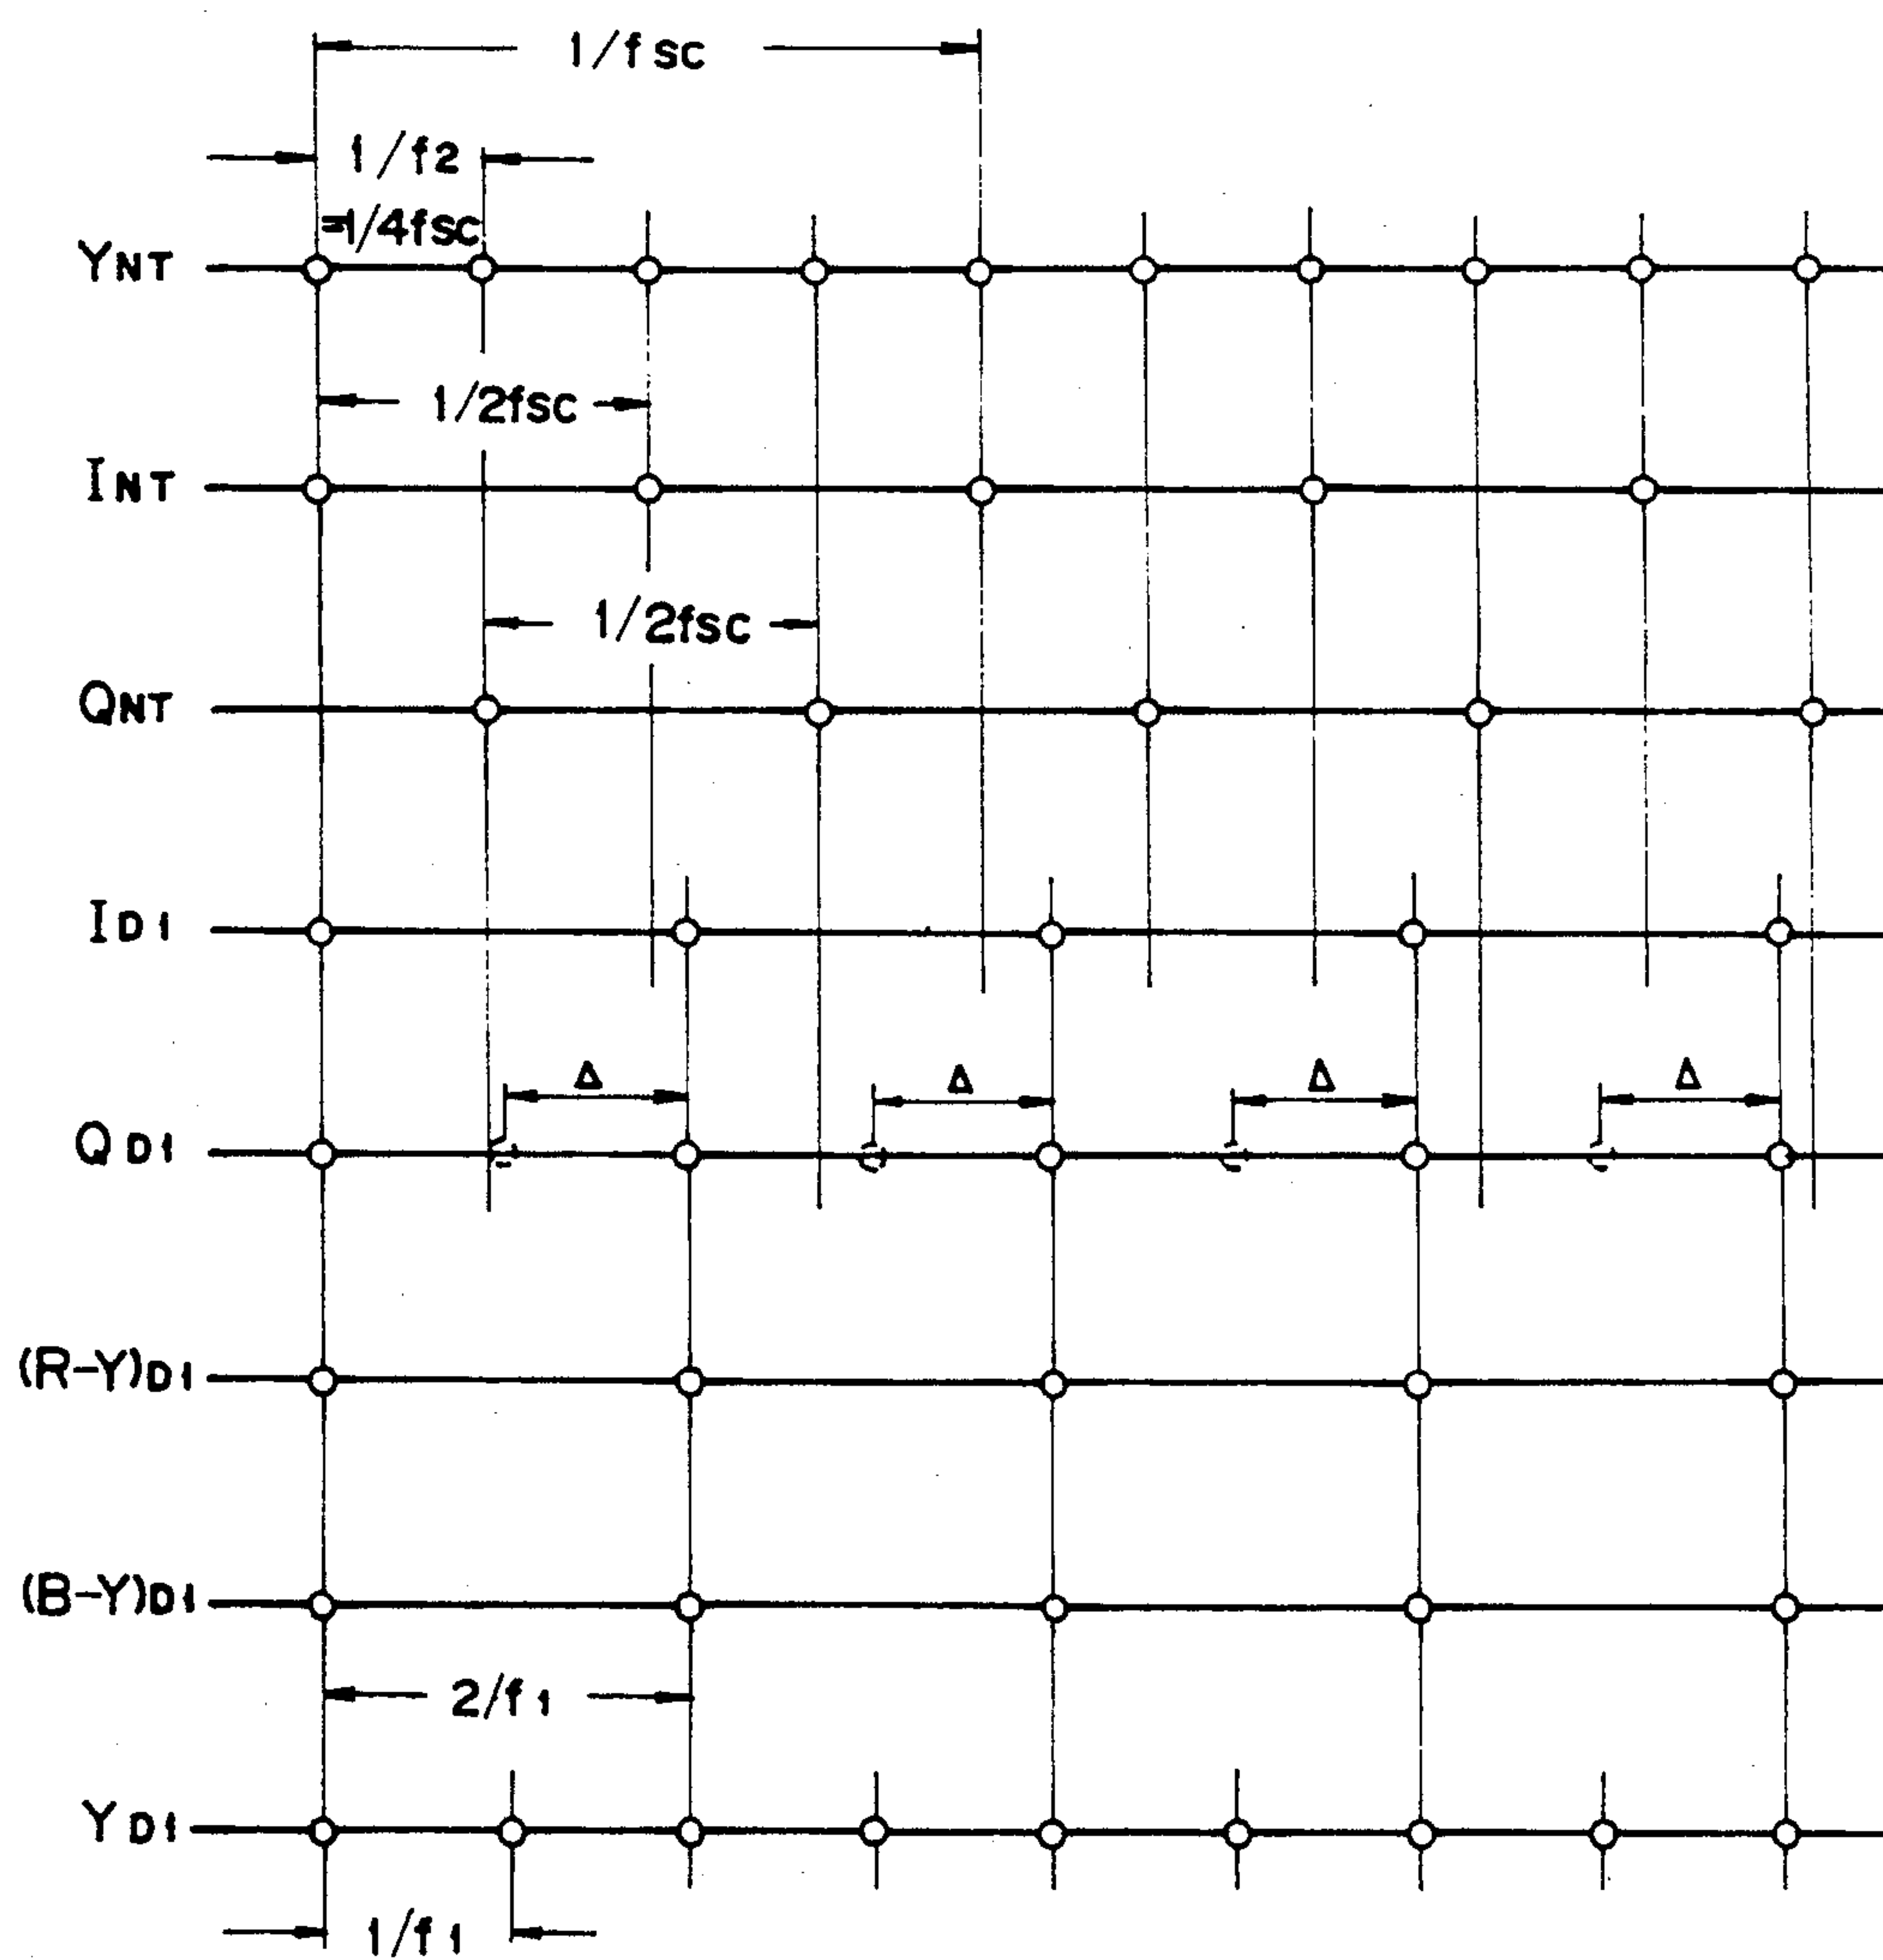 1/fsc
1/f2
=1/4fsc
YNT
1/2fsc
INT
1/2fsc
QNT
ID1
Δ Δ Δ Δ
QD1
(R-Y)D1
(B-Y)D1
2/f1
YD1
1/f1